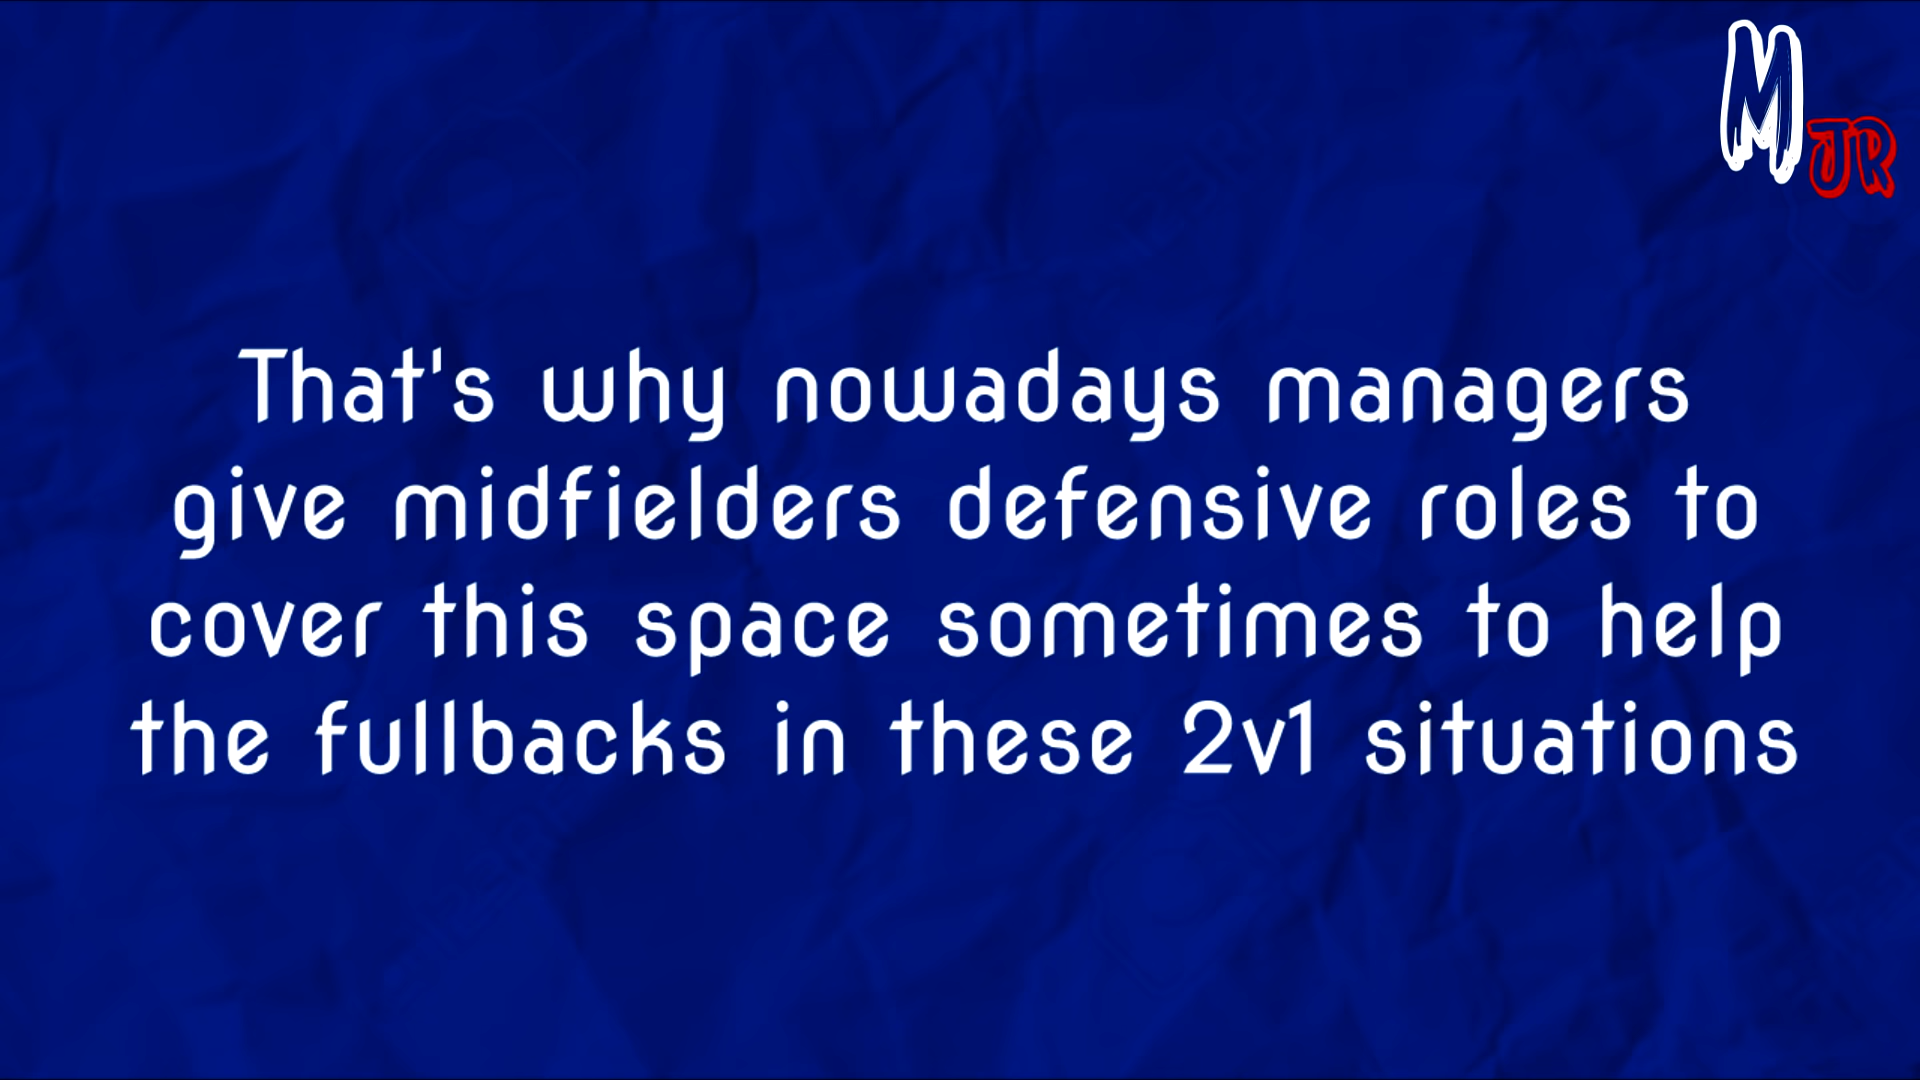 M
JR
That's why nowadays managers
give midfielders defensive roles to
cover this space sometimes to help
the fullbacks in these 2v1 situations